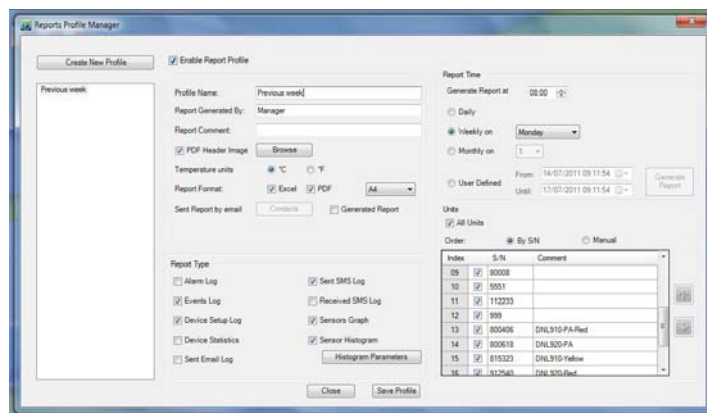 Reports Profile Manager
Create New Profile
Previous week
Enable Report Profile
Profile Name: Previous week
Report Generated By: Manager
Report Comment:
PDF Header Image Browse
Temperature units °C °F
Report Format: Excel PDF A4
Sent Report by email Contacts Generated Report
Report Type
Alarm Log Sent SMS Log
Events Log Received SMS Log
Device Setup Log Sensors Graph
Device Statistics Sensor Histogram
Sent Email Log Histogram Parameters
Close Save Profile
Report Time
Generate Report at 08:00
Daily
Weekly on Monday
Monthly on 1
User Defined From: 14/07/2011 09:11:54
Until: 17/07/2011 09:11:54
Generate Report
Units
All Units
Order: By S/N Manual
Index S/N Comment
09 80008
10 5551
11 112233
12 999
13 800406 DNL910-PA-Red
14 800618 DNL920-PA
15 815323 DNL910-Yellow
16 912540 DNL920-Red